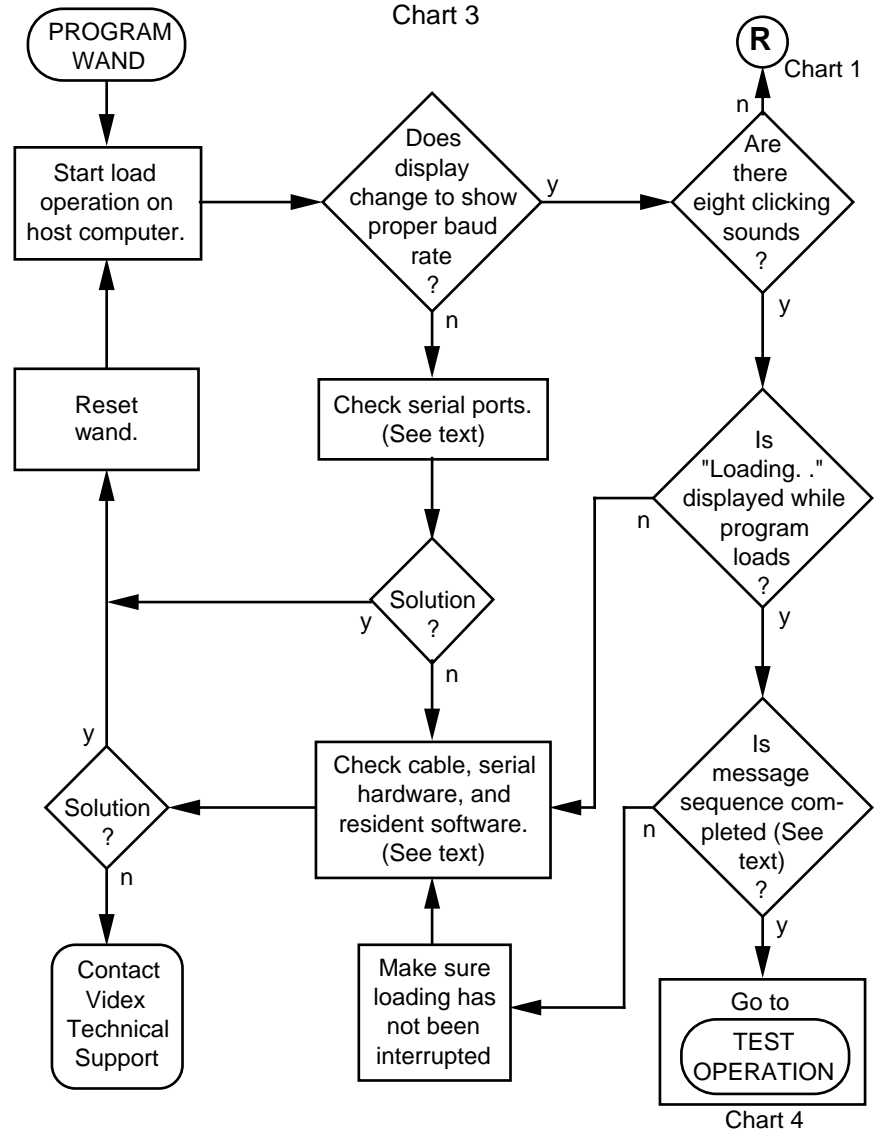 Chart 3
PROGRAM
WAND
Start load
operation on
host computer.
Does
display
change to show
proper baud
rate
?
y
n
R
Chart 1
n
Are
there
eight clicking
sounds
?
y
Reset
wand.
Check serial ports.
(See text)
Is
"Loading. ."
displayed while
program
loads
?
n
y
Solution
?
y
n
Check cable, serial
hardware, and
resident software.
(See text)
y
Solution
?
n
Is
message
sequence com-
pleted (See
text)
?
n
y
Contact
Videx
Technical
Support
Make sure
loading has
not been
interrupted
Go to
TEST
OPERATION
Chart 4